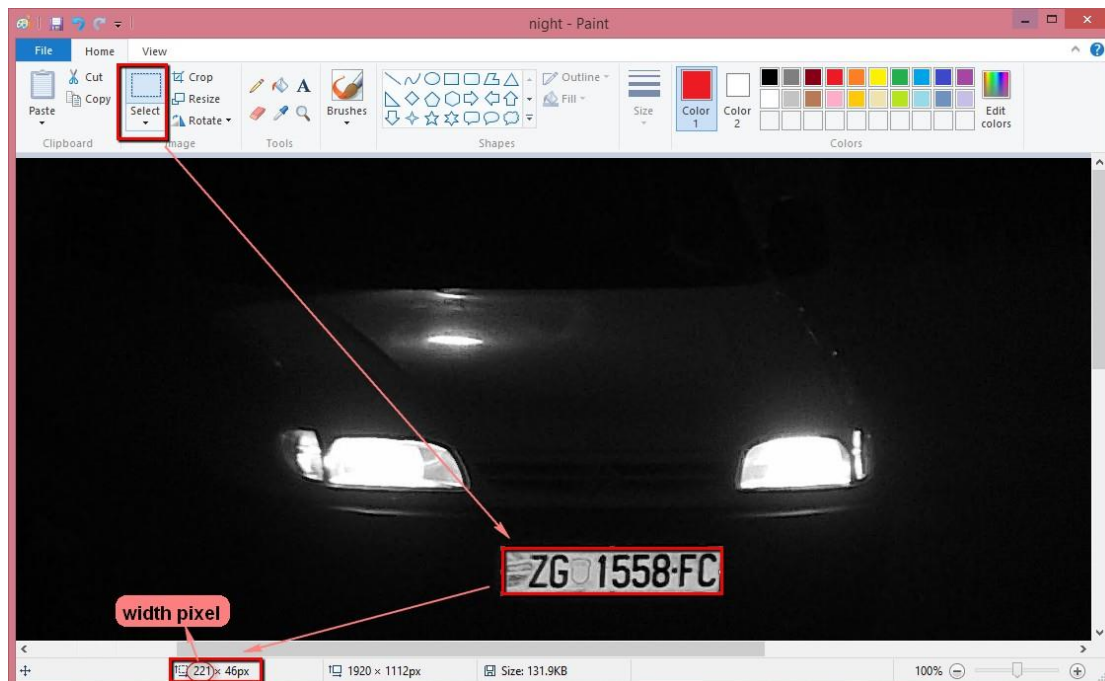 night - Paint
File Home View
Paste
Cut
Copy
Select
Crop
Resize
Rotate
A
Brushes
Outline
Fill
Size
Color 1
Color 2
Edit colors
Clipboard Image Tools Shapes Colors
ZG 1558-FC
width pixel
221 × 46px 1920 × 1112px Size: 131.9KB 100%